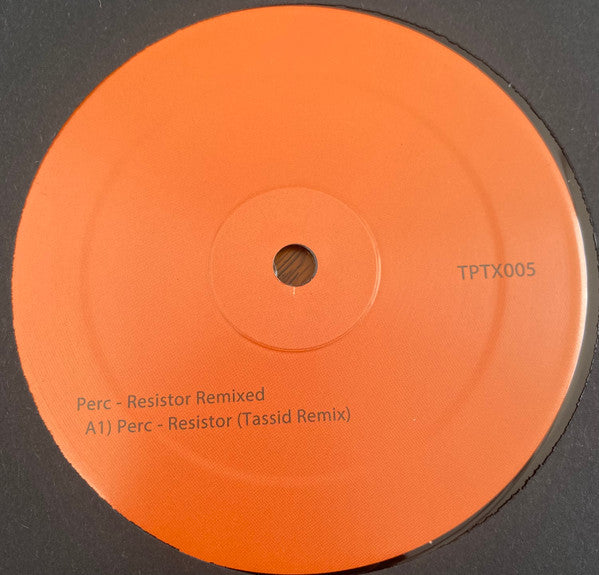 TPTX005
Perc - Resistor Remixed
A1) Perc - Resistor (Tassid Remix)